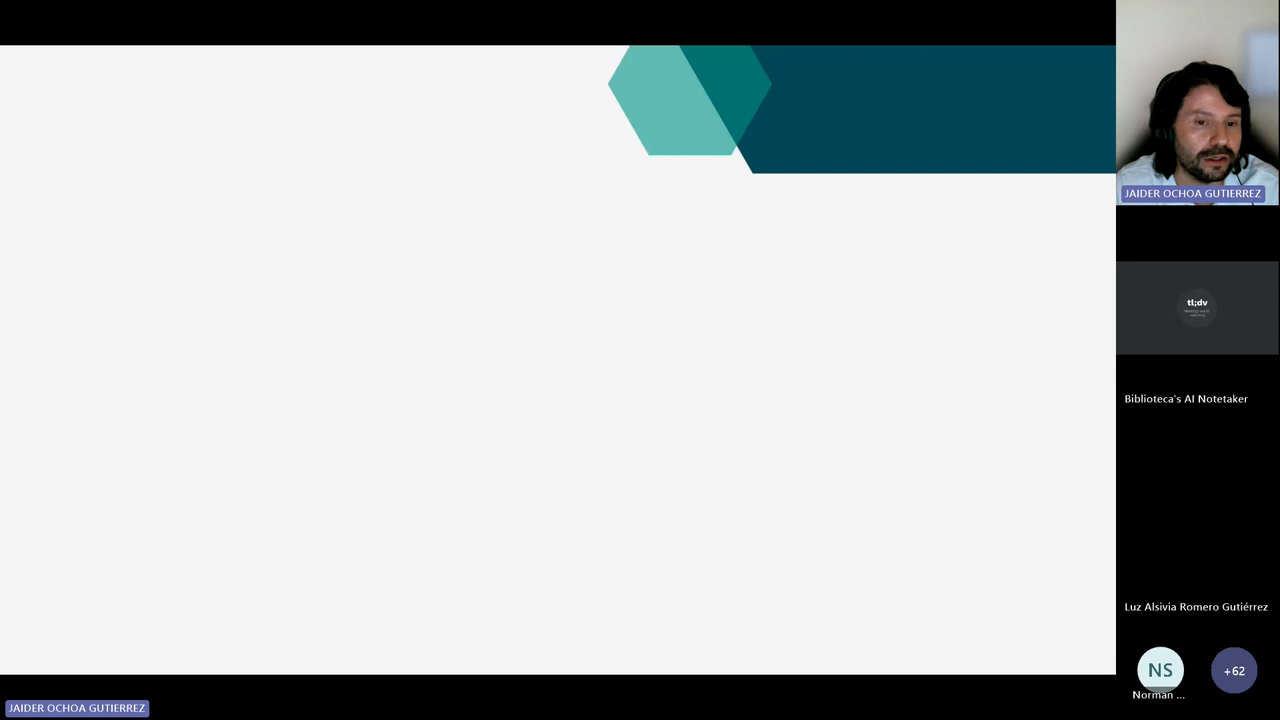 JAIDER OCHOA GUTIERREZ
tl;dv
Biblioteca's AI Notetaker
Luz Alsivia Romero Gutiérrez
NS
+62
Norman ...
JAIDER OCHOA GUTIERREZ